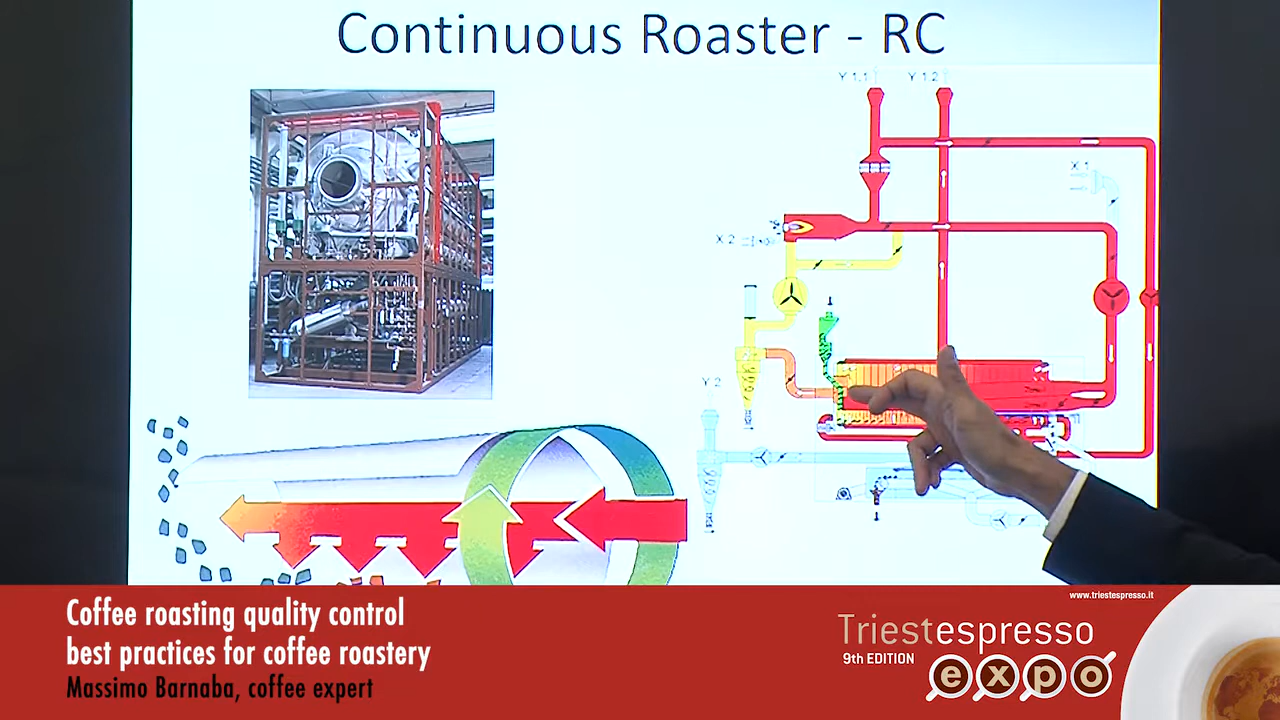 Continuous Roaster - RC
Y 1.1
Y 1.2
X 1
X 2
Y 2
Coffee roasting quality control
best practices for coffee roastery
Massimo Barnaba, coffee expert
www.triestespresso.it
Triestespresso
9th EDITION
expo